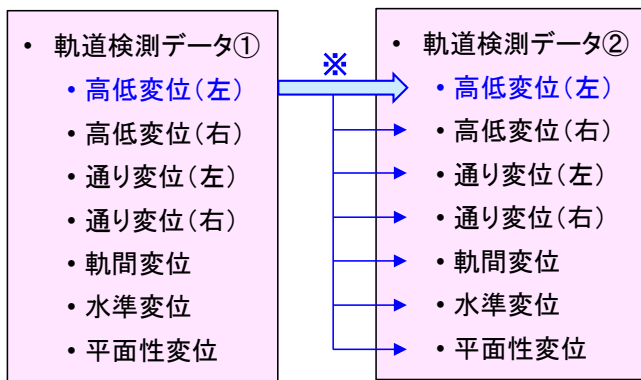 ・ 軌道検測データ①
・高低変位(左)
・高低変位(右)
・通り変位(左)
・通り変位(右)
・軌間変位
・水準変位
・平面性変位
※
・ 軌道検測データ②
・高低変位(左)
・高低変位(右)
・通り変位(左)
・通り変位(右)
・軌間変位
・水準変位
・平面性変位